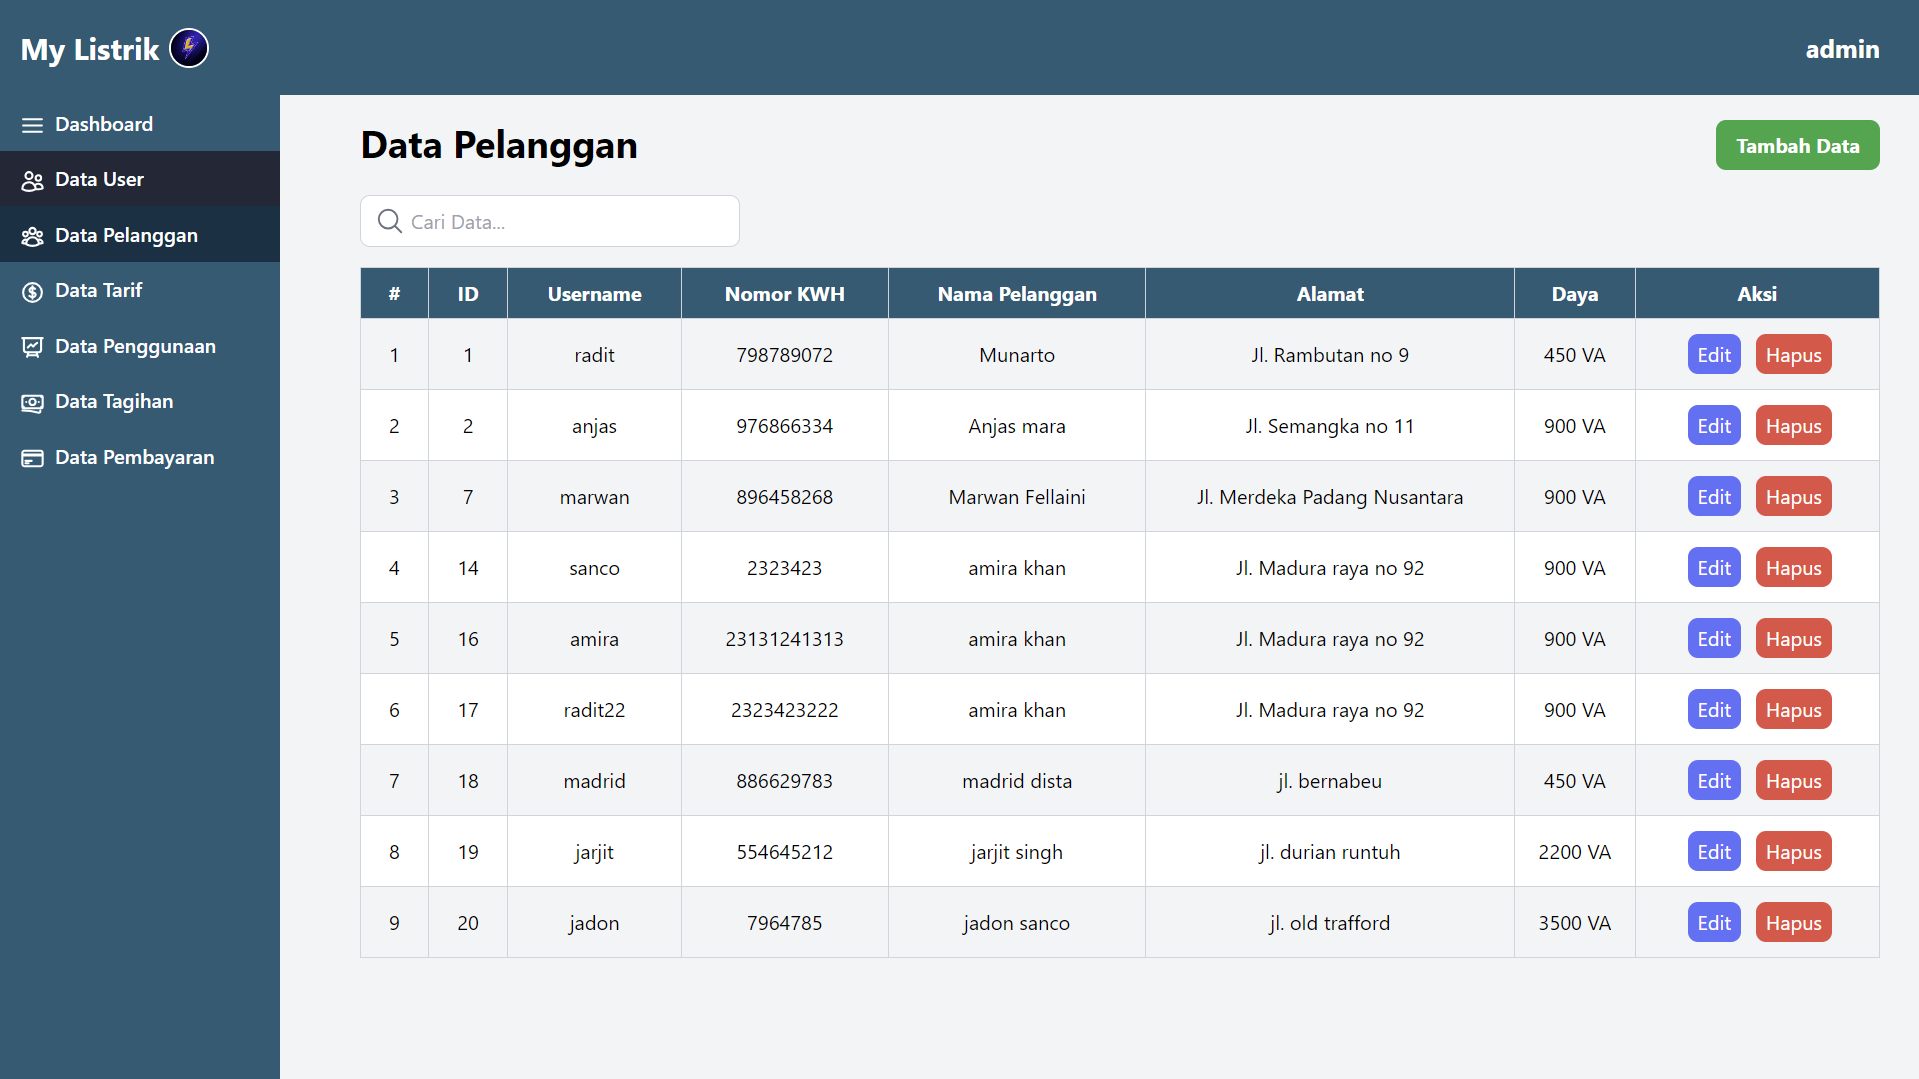 My Listrik
admin
Dashboard
Data User
Data Pelanggan
Data Tarif
Data Penggunaan
Data Tagihan
Data Pembayaran
Data Pelanggan
Tambah Data
Cari Data...
# ID Username Nomor KWH Nama Pelanggan Alamat Daya Aksi
1 1 radit 798789072 Munarto Jl. Rambutan no 9 450 VA Edit Hapus
2 2 anjas 976866334 Anjas mara Jl. Semangka no 11 900 VA Edit Hapus
3 7 marwan 896458268 Marwan Fellaini Jl. Merdeka Padang Nusantara 900 VA Edit Hapus
4 14 sanco 2323423 amira khan Jl. Madura raya no 92 900 VA Edit Hapus
5 16 amira 23131241313 amira khan Jl. Madura raya no 92 900 VA Edit Hapus
6 17 radit22 2323423222 amira khan Jl. Madura raya no 92 900 VA Edit Hapus
7 18 madrid 886629783 madrid dista jl. bernabeu 450 VA Edit Hapus
8 19 jarjit 554645212 jarjit singh jl. durian runtuh 2200 VA Edit Hapus
9 20 jadon 7964785 jadon sanco jl. old trafford 3500 VA Edit Hapus